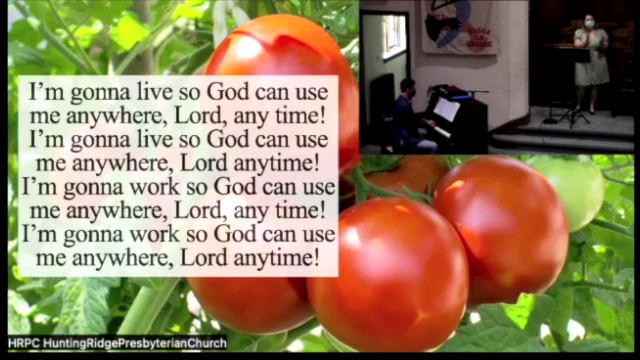 I'm gonna live so God can use
me anywhere, Lord, any time!
I'm gonna live so God can use
me anywhere, Lord anytime!
I'm gonna work so God can use
me anywhere, Lord, any time!
I'm gonna work so God can use
me anywhere, Lord anytime!
HRPC HuntingRidgePresbyterianChurch